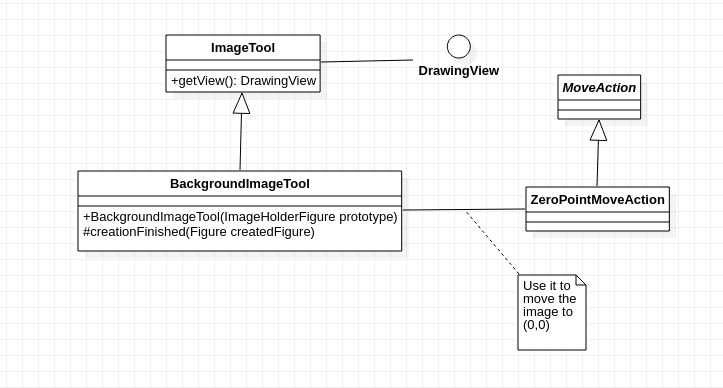 ImageTool
+getView(): DrawingView
DrawingView
MoveAction
BackgroundImageTool
+BackgroundImageTool(ImageHolderFigure prototype)
#creationFinished(Figure createdFigure)
ZeroPointMoveAction
Use it to
move the
image to
(0,0)